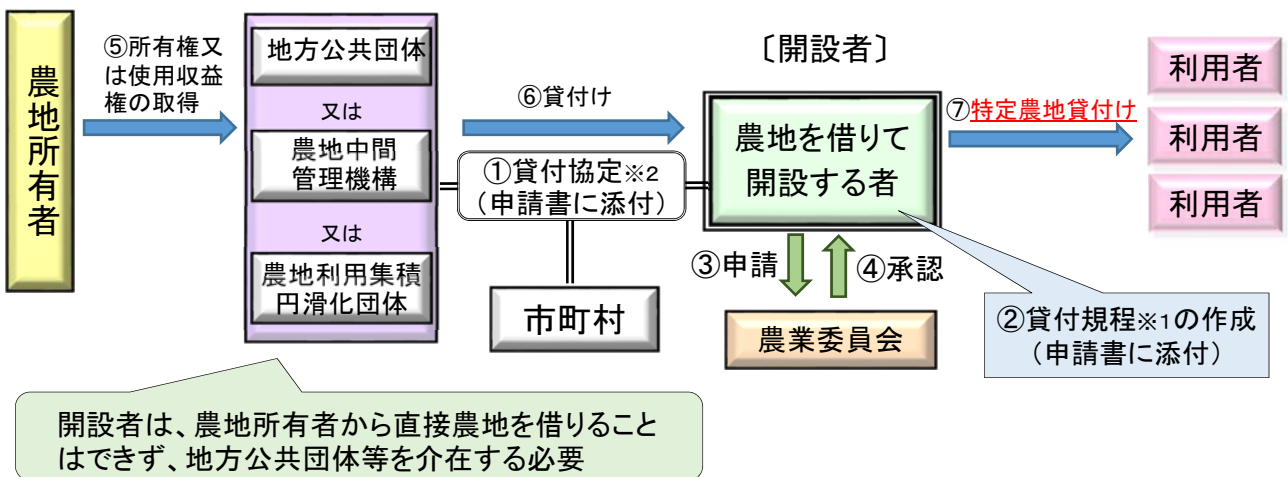 農地所有者
⑤所有権又
は使用収益
権の取得
地方公共団体
又は
農地中間
管理機構
又は
農地利用集積
円滑化団体
⑥貸付け
①貸付協定※2
（申請書に添付）
市町村
〔開設者〕
農地を借りて
開設する者
③申請
④承認
農業委員会
②貸付規程※1の作成
（申請書に添付）
⑦特定農地貸付け
利用者
利用者
利用者
開設者は、農地所有者から直接農地を借りること
はできず、地方公共団体等を介在する必要